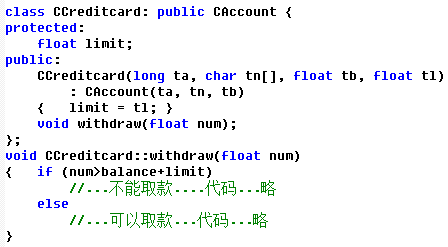 class CCreditcard: public CAccount {
protected:
    float limit;
public:
    CCreditcard(long ta, char tn[], float tb, float tl)
        : CAccount(ta, tn, tb)
    {   limit = tl; }
    void withdraw(float num);
};
void CCreditcard::withdraw(float num)
{   if (num>balance+limit)
        //...不能取款....代码...略
    else
        //...可以取款...代码...略
}